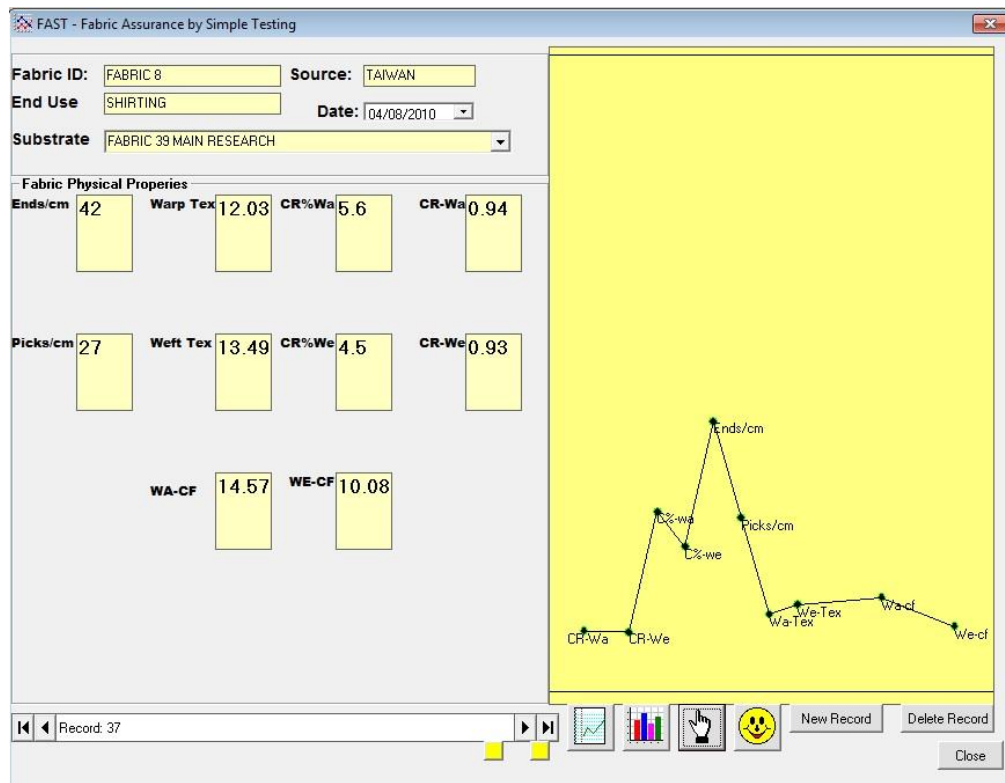 FAST - Fabric Assurance by Simple Testing
Fabric ID: FABRIC 8 Source: TAIWAN
End Use SHIRTING Date: 04/08/2010
Substrate FABRIC 39 MAIN RESEARCH
Fabric Physical Properies
Ends/cm 42 Warp Tex 12.03 CR%Wa 5.6 CR-Wa 0.94
Picks/cm 27 Weft Tex 13.49 CR%We 4.5 CR-We 0.93
WA-CF 14.57 WE-CF 10.08
Ends/cm
C%-wa
Picks/cm
C%-we
We-Tex
Wa-cf
Wa-Tex
CR-Wa
CR-We
We-cf
Record: 37
New Record
Delete Record
Close